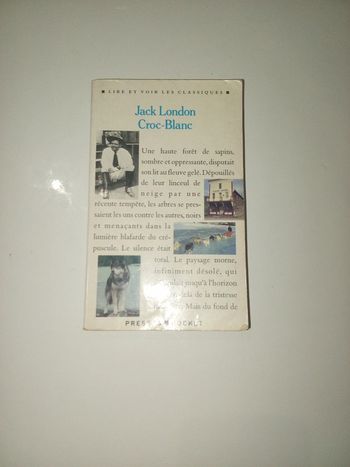 LIRE ET VOIR LES CLASSIQUES
Jack London
Croc-Blanc
Une haute forêt de sapins,
sombre et oppressante, disputait
son lit au fleuve gelé. Dépouillés
de leur linceul de
neige par une
récente tempête, les arbres se pres-
saient les uns contre les autres, noirs
et menaçants dans la
lumière blafarde du cré-
puscule. Le silence était
total. Le paysage morne,
infiniment désolé, qui
jusqu'à l'horizon
de la tristesse
Mais du fond de
POCKET